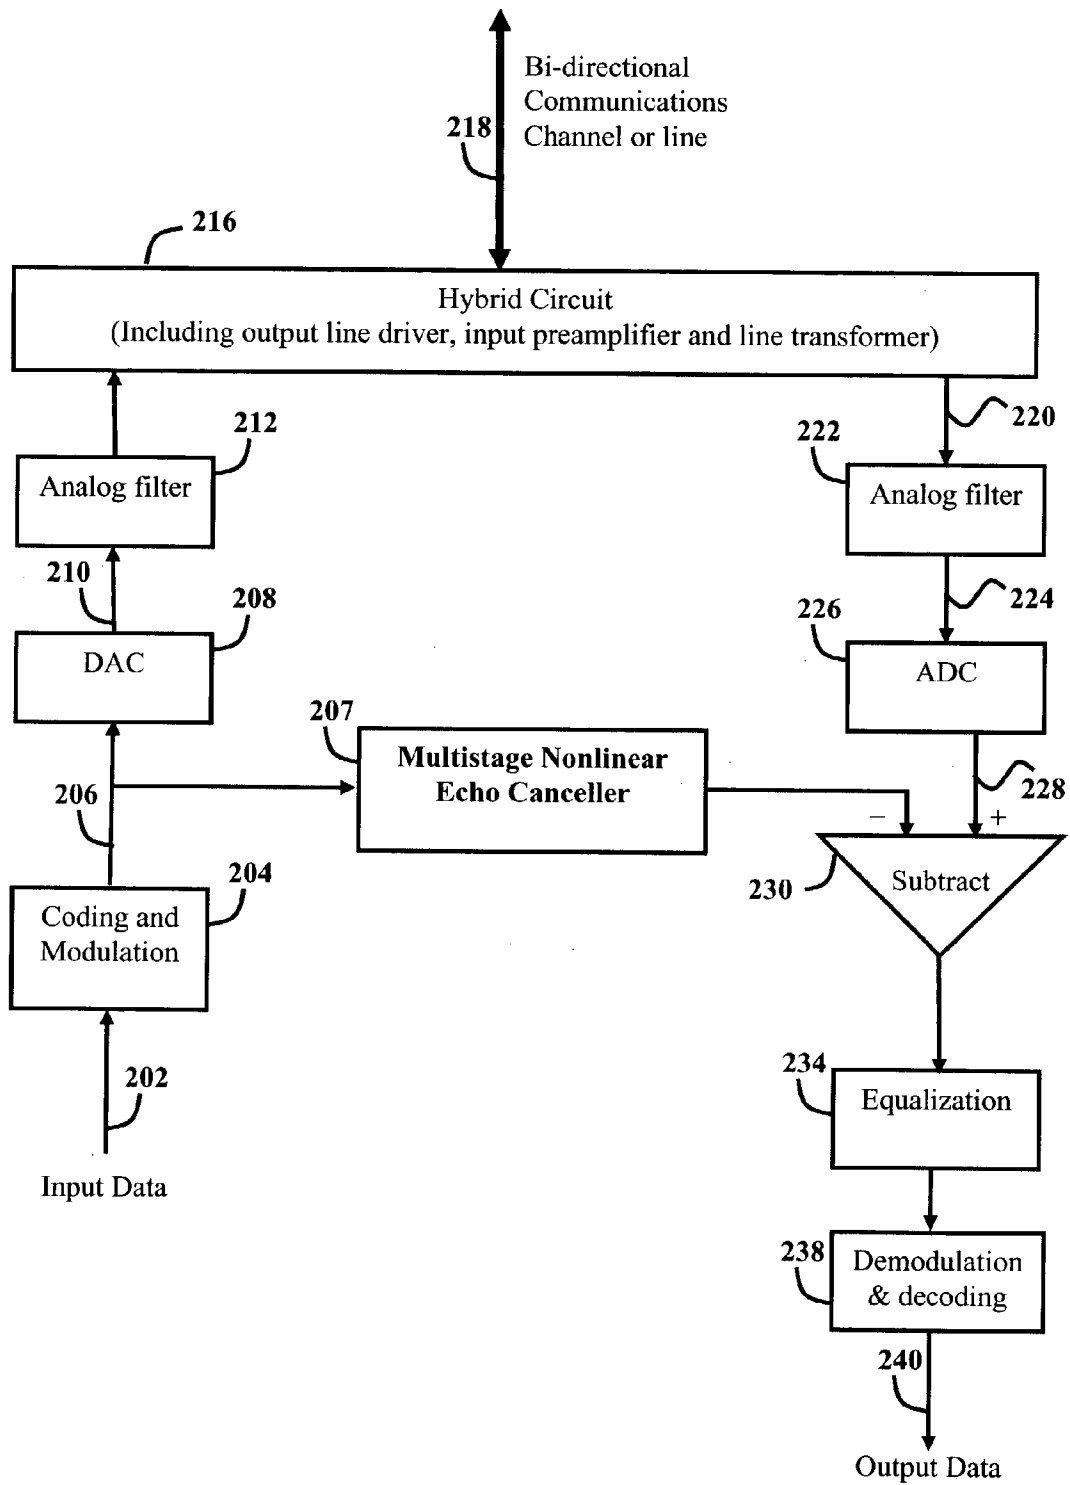 Bi-directional
Communications
Channel or line
218
216
Hybrid Circuit
(Including output line driver, input preamplifier and line transformer)
212
Analog filter
220
222
Analog filter
210
208
DAC
224
226
ADC
207
Multistage Nonlinear
Echo Canceller
206
228
− +
230
Subtract
204
Coding and
Modulation
202
Input Data
234
Equalization
238
Demodulation
& decoding
240
Output Data